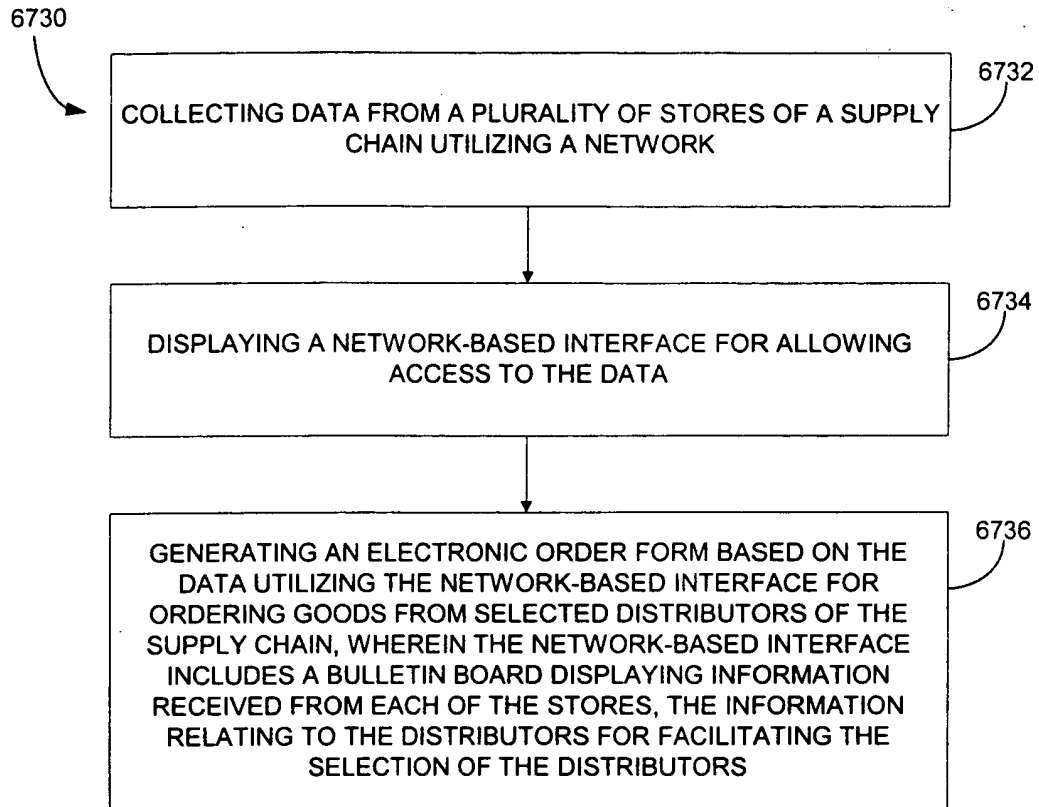 6730
6732
COLLECTING DATA FROM A PLURALITY OF STORES OF A SUPPLY
CHAIN UTILIZING A NETWORK
6734
DISPLAYING A NETWORK-BASED INTERFACE FOR ALLOWING
ACCESS TO THE DATA
6736
GENERATING AN ELECTRONIC ORDER FORM BASED ON THE
DATA UTILIZING THE NETWORK-BASED INTERFACE FOR
ORDERING GOODS FROM SELECTED DISTRIBUTORS OF THE
SUPPLY CHAIN, WHEREIN THE NETWORK-BASED INTERFACE
INCLUDES A BULLETIN BOARD DISPLAYING INFORMATION
RECEIVED FROM EACH OF THE STORES, THE INFORMATION
RELATING TO THE DISTRIBUTORS FOR FACILITATING THE
SELECTION OF THE DISTRIBUTORS